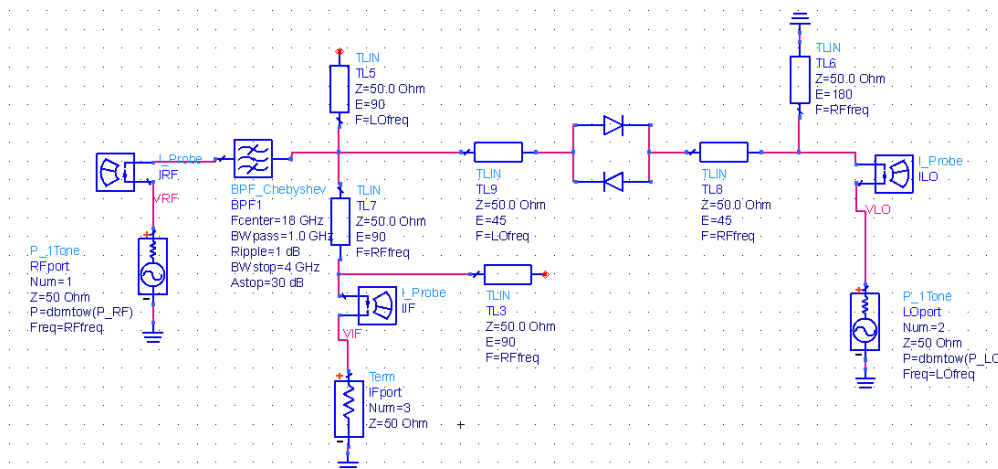 TLIN
TL5
Z=50.0 Ohm
E=90
F=LOfreq
TLIN
TL6
Z=50.0 Ohm
E=180
F=RFfreq
I_Probe
IRF
VRF
BPF_Chebyshev
BPF1
Fcenter=18 GHz
BWpass=1.0 GHz
Ripple=1 dB
BWstop=4 GHz
Astop=30 dB
TLIN
TL7
Z=50.0 Ohm
E=90
F=RFfreq
TLIN
TL9
Z=50.0 Ohm
E=45
F=LOfreq
TLIN
TL8
Z=50.0 Ohm
E=45
F=RFfreq
I_Probe
ILO
VLO
P_1Tone
RFport
Num=1
Z=50 Ohm
P=dbmtow(P_RF)
Freq=RFfreq
+
-
I_Probe
IIF
VIF
TLIN
TL3
Z=50.0 Ohm
E=90
F=RFfreq
P_1Tone
LOport
Num=2
Z=50 Ohm
P=dbmtow(P_LO
Freq=LOfreq
+
-
Term
IFport
Num=3
Z=50 Ohm
+
-